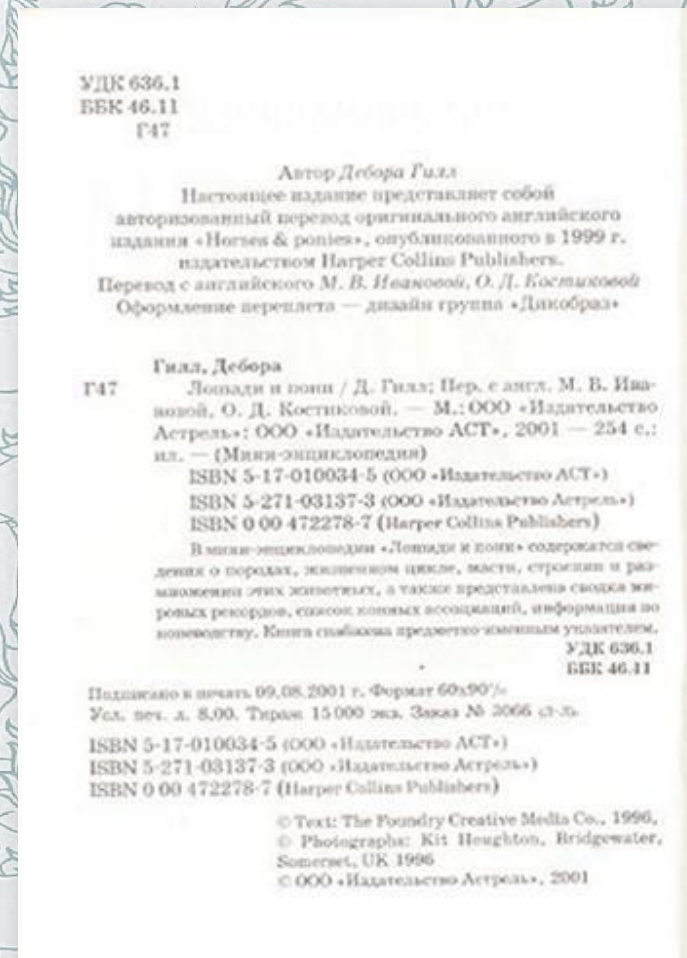 УДК 636.1
ББК 46.11
Г47
Автор Дебора Гилл
Настоящее издание представляет собой
авторизованный перевод оригинального английского
издания «Horses & ponies», опубликованного в 1999 г.
издательством Harper Collins Publishers.
Перевод с английского М. В. Ивановой, О. Д. Костиковой
Оформление переплета — дизайн группа «Дикобраз»
Гилл, Дебора
Г47 Лошади и пони / Д. Гилл; Пер. с англ. М. В. Ива-
новой, О. Д. Костиковой. — М.: ООО «Издательство
Астрель»: ООО «Издательство АСТ», 2001 — 254 с.:
ил. — (Мини-энциклопедия)
ISBN 5-17-010034-5 (ООО «Издательство АСТ»)
ISBN 5-271-03137-3 (ООО «Издательство Астрель»)
ISBN 0 00 472278-7 (Harper Collins Publishers)
В мини-энциклопедии «Лошади и пони» содержатся све-
дения о породах, жизненном цикле, масти, строении и раз-
множении этих животных, а также представлена сводка ми-
ровых рекордов, список конных ассоциаций, информация по
коневодству. Книга снабжена предметно-именным указателем.
УДК 636.1
ББК 46.11
Подписано в печать 09.08.2001 г. Формат
Усл. печ. л. 8,00. Тираж 15 000 экз. Заказ № 3066
ISBN 5-17-010034-5 (ООО «Издательство АСТ»)
ISBN 5-271-03137-3 (ООО «Издательство Астрель»)
ISBN 0 00 472278-7 (Harper Collins Publishers)
© Text: The Foundry Creative Media Co., 1996,
© Photographs: Kit Houghton, Bridgewater,
Somerset, UK 1996
© ООО «Издательство Астрель», 2001